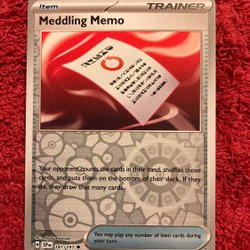 Item
TRAINER
Meddling Memo
Your opponent counts the cards in their hand, shuffles those
cards, and puts them on the bottom of their deck. If they do, they
draw that many cards.
You may play any number of Item cards during your turn.